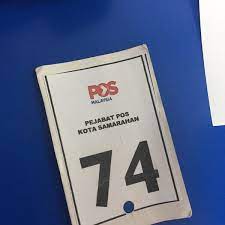 POS
MALAYSIA
PEJABAT POS
KOTA SAMARAHAN
74